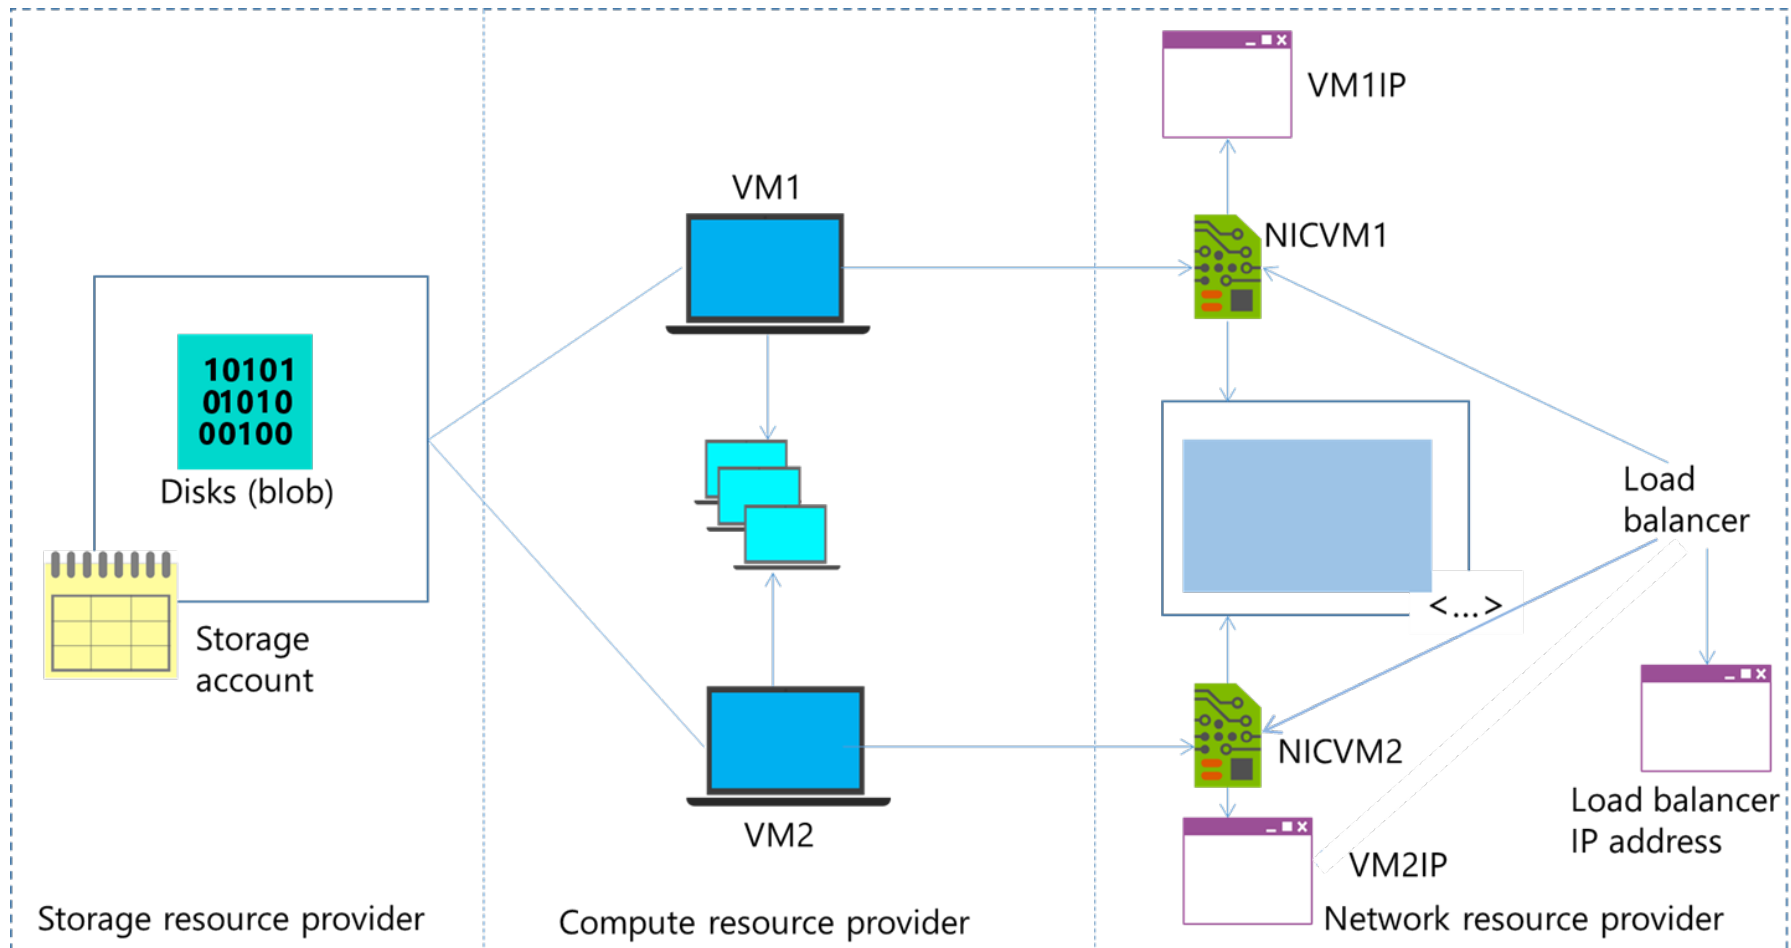 VM1IP
VM1
NICVM1
10101
01010
00100
Disks (blob)
Load
balancer
<...>
Storage
account
NICVM2
Load balancer
IP address
VM2
VM2IP
Storage resource provider
Compute resource provider
Network resource provider